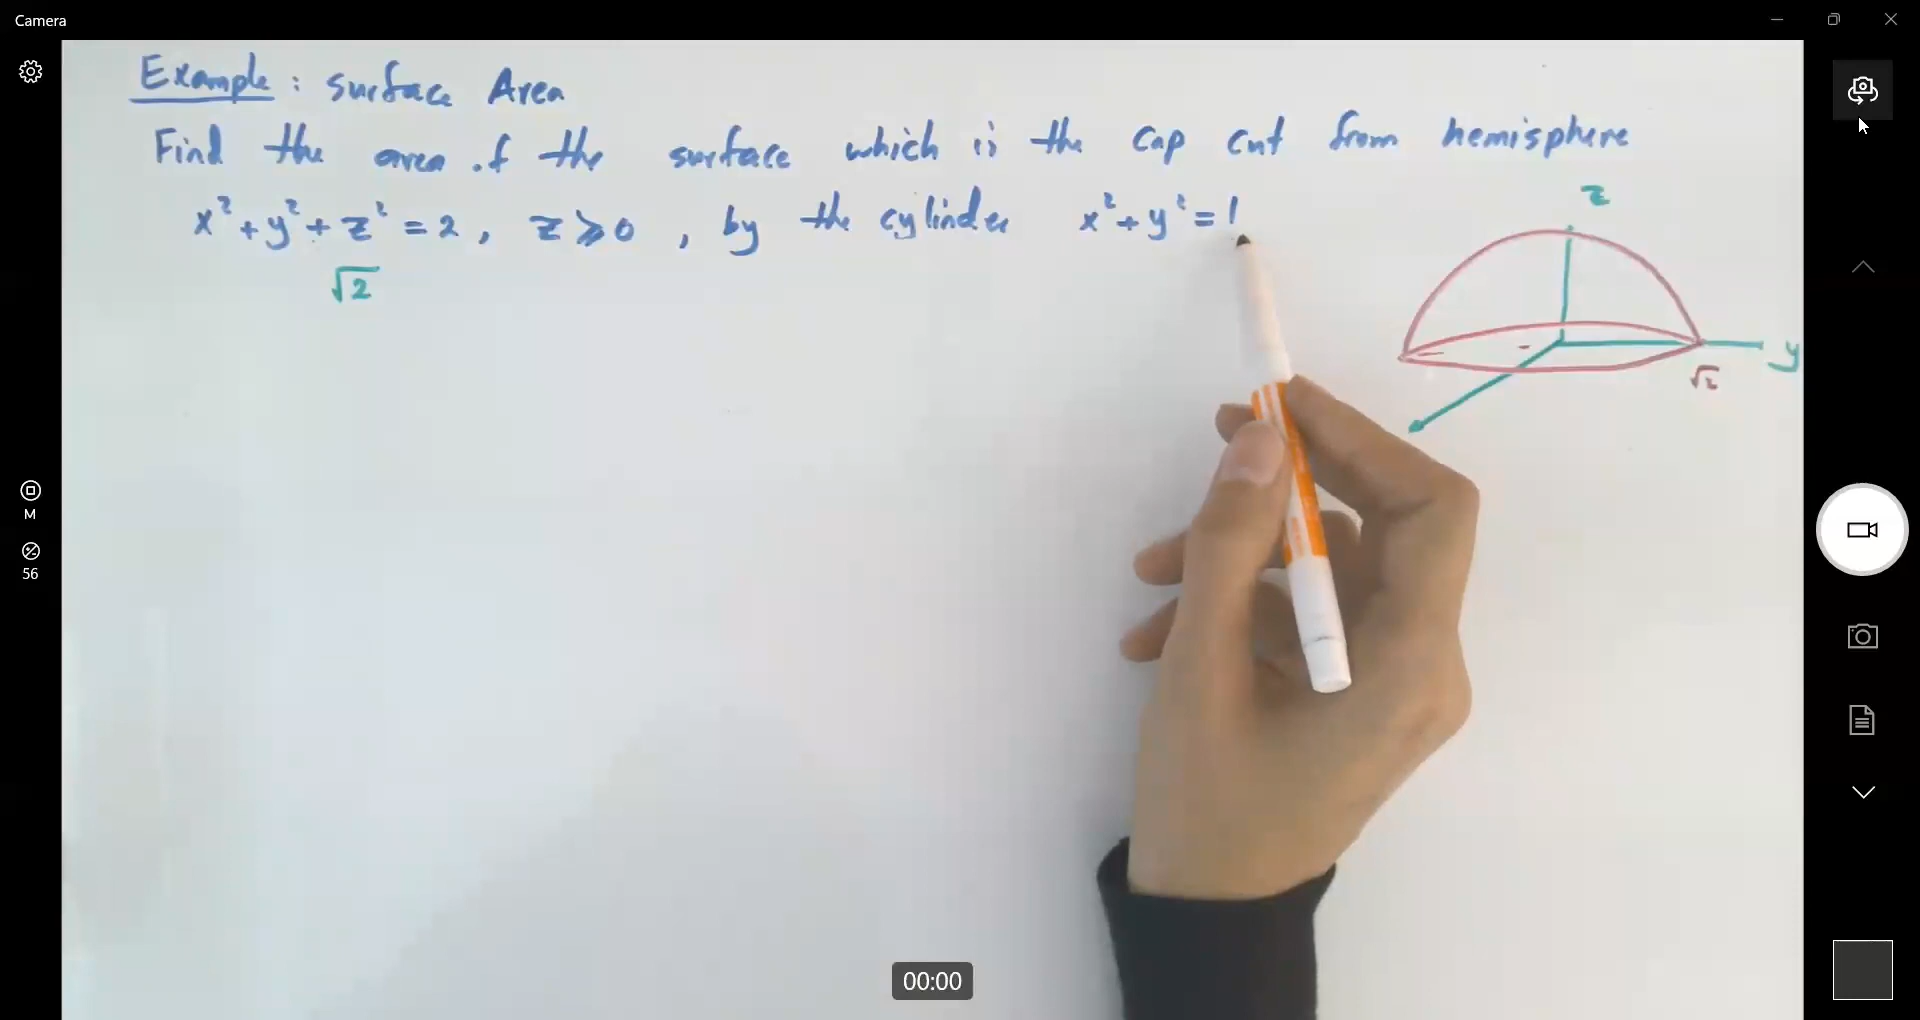 Camera
Example: surface Area
Find the area of the surface which is the cap cut from hemisphere
x² + y² + z² = 2, z ⩾ 0, by the cylinder x² + y² = 1
√2
z
y
√2
M
56
00:00